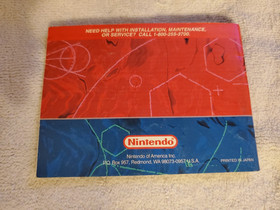 NEED HELP WITH INSTALLATION, MAINTENANCE,
OR SERVICE? CALL 1-800-255-3700
Nintendo
Nintendo of America Inc.
P.O. Box 957, Redmond, WA 98073-0957 U.S.A.
PRINTED IN JAPAN